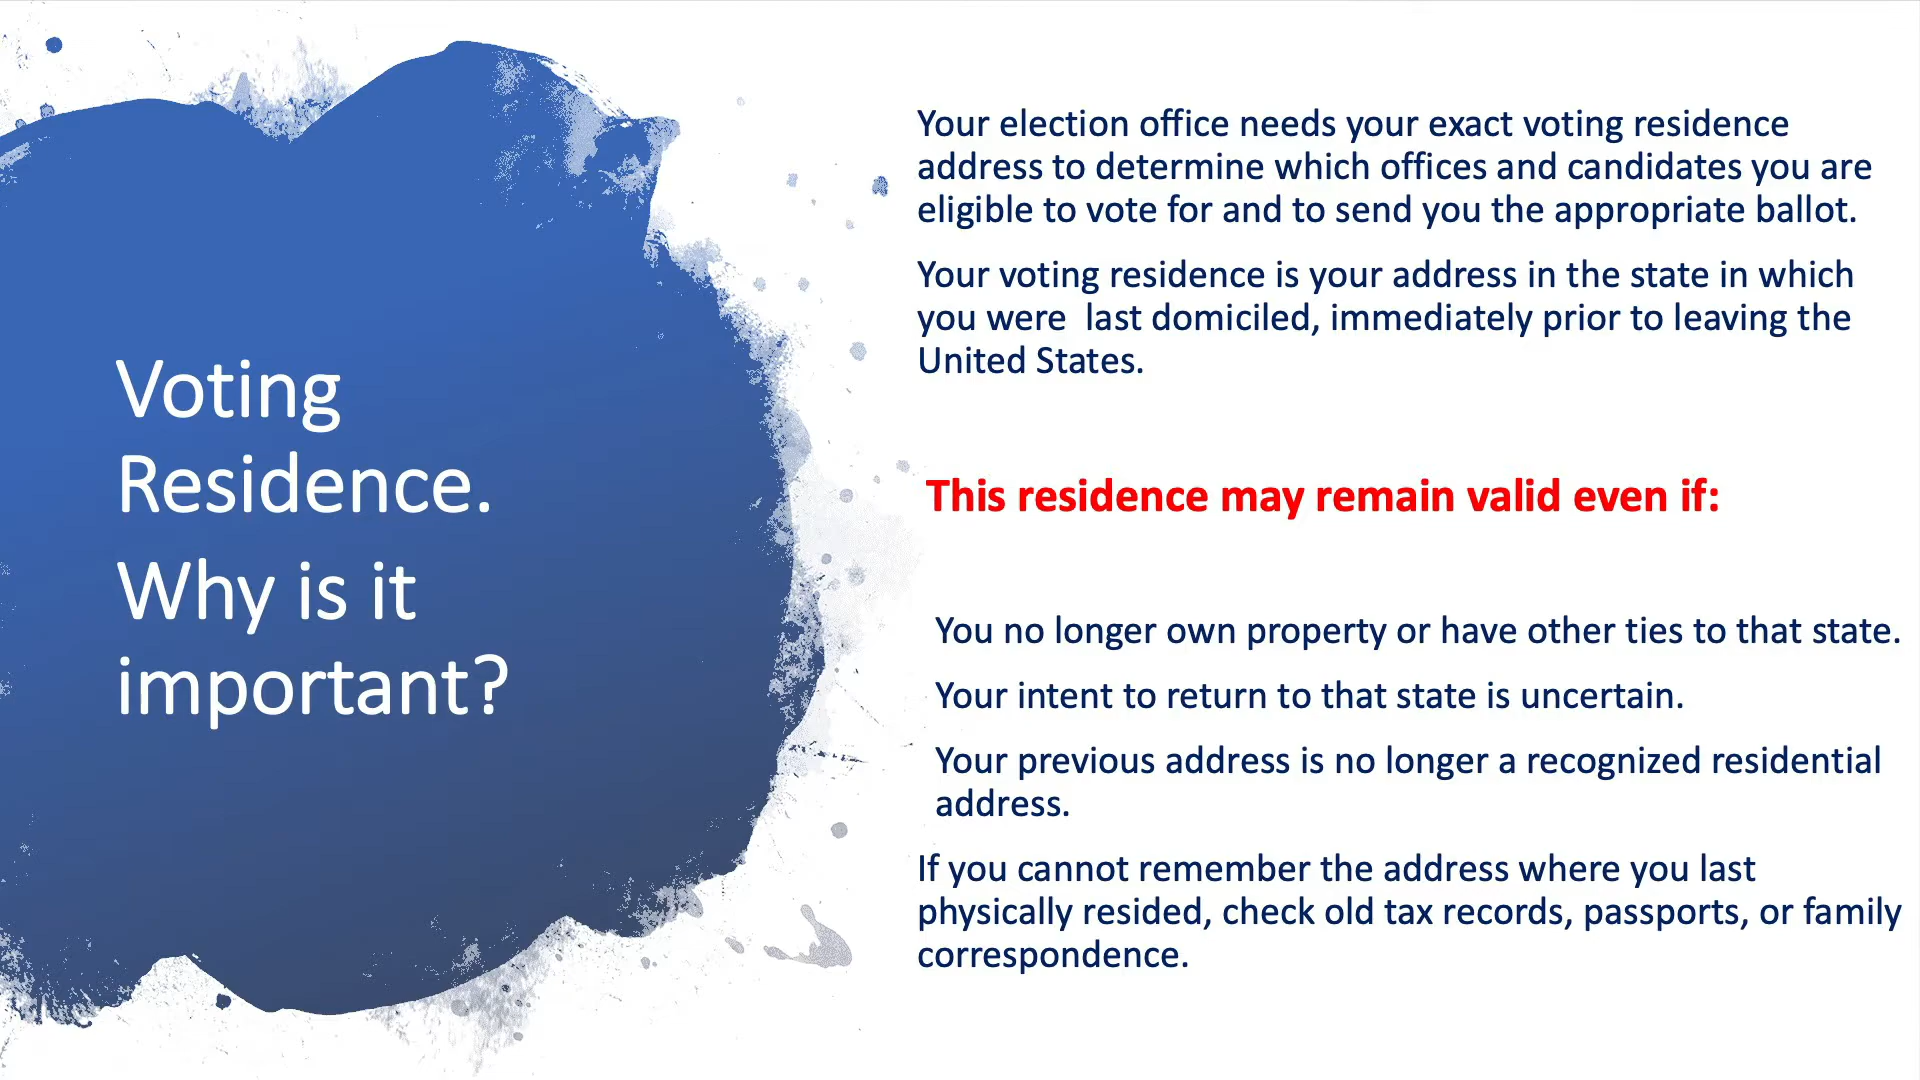 Voting
Residence.
Why is it
important?
Your election office needs your exact voting residence
address to determine which offices and candidates you are
eligible to vote for and to send you the appropriate ballot.
Your voting residence is your address in the state in which
you were  last domiciled, immediately prior to leaving the
United States.
This residence may remain valid even if:
You no longer own property or have other ties to that state.
Your intent to return to that state is uncertain.
Your previous address is no longer a recognized residential
address.
If you cannot remember the address where you last
physically resided, check old tax records, passports, or family
correspondence.